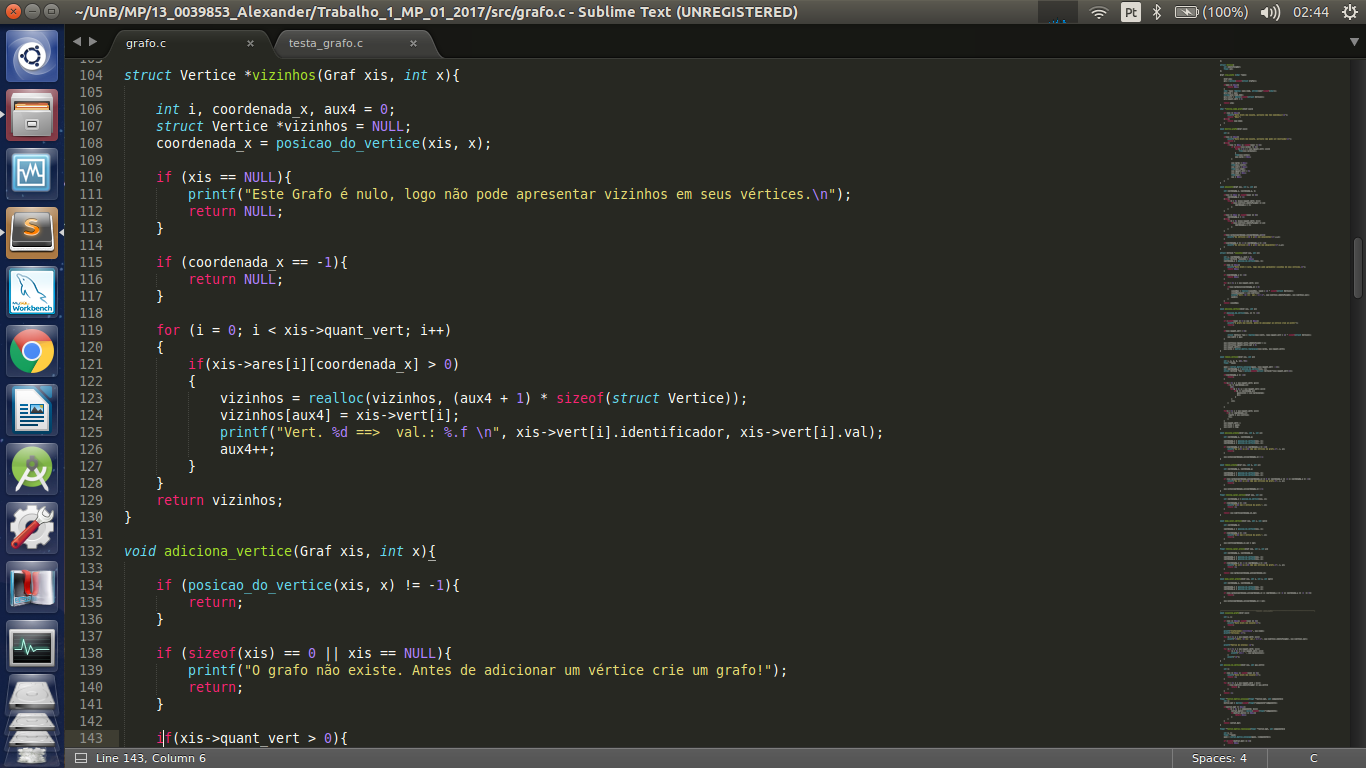 ~/UnB/MP/13_0039853_Alexander/Trabalho_1_MP_01_2017/src/grafo.c - Sublime Text (UNREGISTERED)
Pt
(100%)
02:44
grafo.c ×
testa_grafo.c ×
103
104 struct Vertice *vizinhos(Graf xis, int x){
105
106     int i, coordenada_x, aux4 = 0;
107     struct Vertice *vizinhos = NULL;
108     coordenada_x = posicao_do_vertice(xis, x);
109
110     if (xis == NULL){
111         printf("Este Grafo é nulo, logo não pode apresentar vizinhos em seus vértices.\n");
112         return NULL;
113     }
114
115     if (coordenada_x == -1){
116         return NULL;
117     }
118
119     for (i = 0; i < xis->quant_vert; i++)
120     {
121         if(xis->ares[i][coordenada_x] > 0)
122         {
123             vizinhos = realloc(vizinhos, (aux4 + 1) * sizeof(struct Vertice));
124             vizinhos[aux4] = xis->vert[i];
125             printf("Vert. %d ==>  val.: %.f \n", xis->vert[i].identificador, xis->vert[i].val);
126             aux4++;
127         }
128     }
129     return vizinhos;
130 }
131
132 void adiciona_vertice(Graf xis, int x){
133
134     if (posicao_do_vertice(xis, x) != -1){
135         return;
136     }
137
138     if (sizeof(xis) == 0 || xis == NULL){
139         printf("O grafo não existe. Antes de adicionar um vértice crie um grafo!");
140         return;
141     }
142
143     if(xis->quant_vert > 0){
S
MySQL
Workbench
Line 143, Column 6
Spaces: 4
C